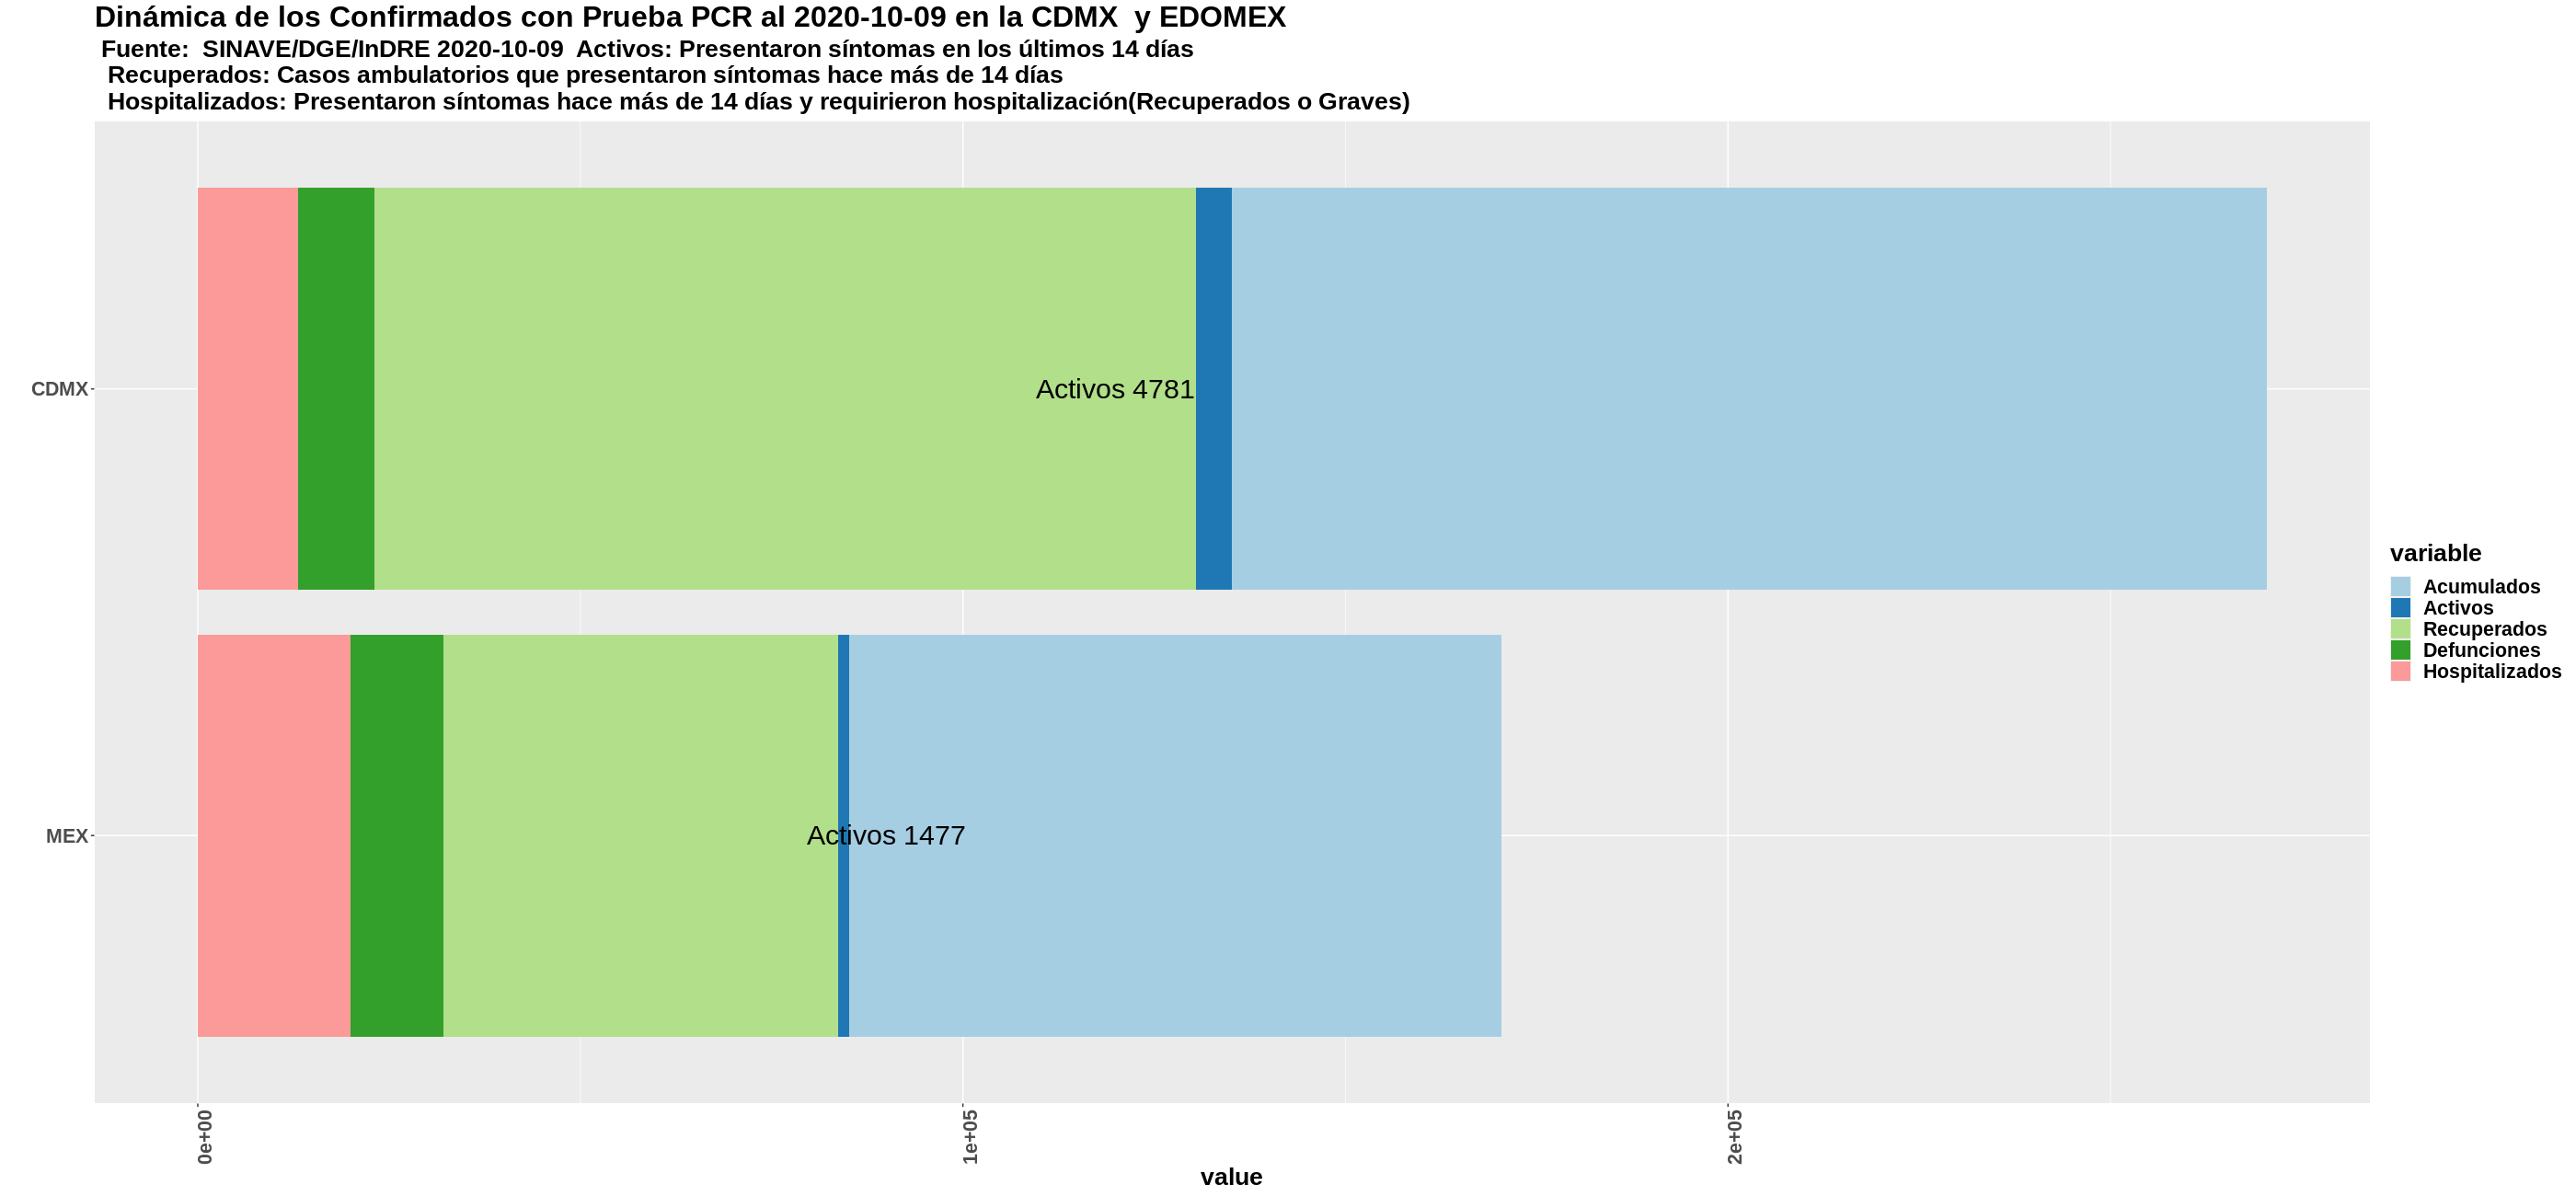 Dinámica de los Confirmados con Prueba PCR al 2020-10-09 en la CDMX  y EDOMEX
Fuente:  SINAVE/DGE/InDRE 2020-10-09  Activos: Presentaron síntomas en los últimos 14 días
Recuperados: Casos ambulatorios que presentaron síntomas hace más de 14 días
Hospitalizados: Presentaron síntomas hace más de 14 días y requirieron hospitalización(Recuperados o Graves)
CDMX
Activos 4781
MEX
Activos 1477
0e+00
1e+05
2e+05
value
variable
Acumulados
Activos
Recuperados
Defunciones
Hospitalizados